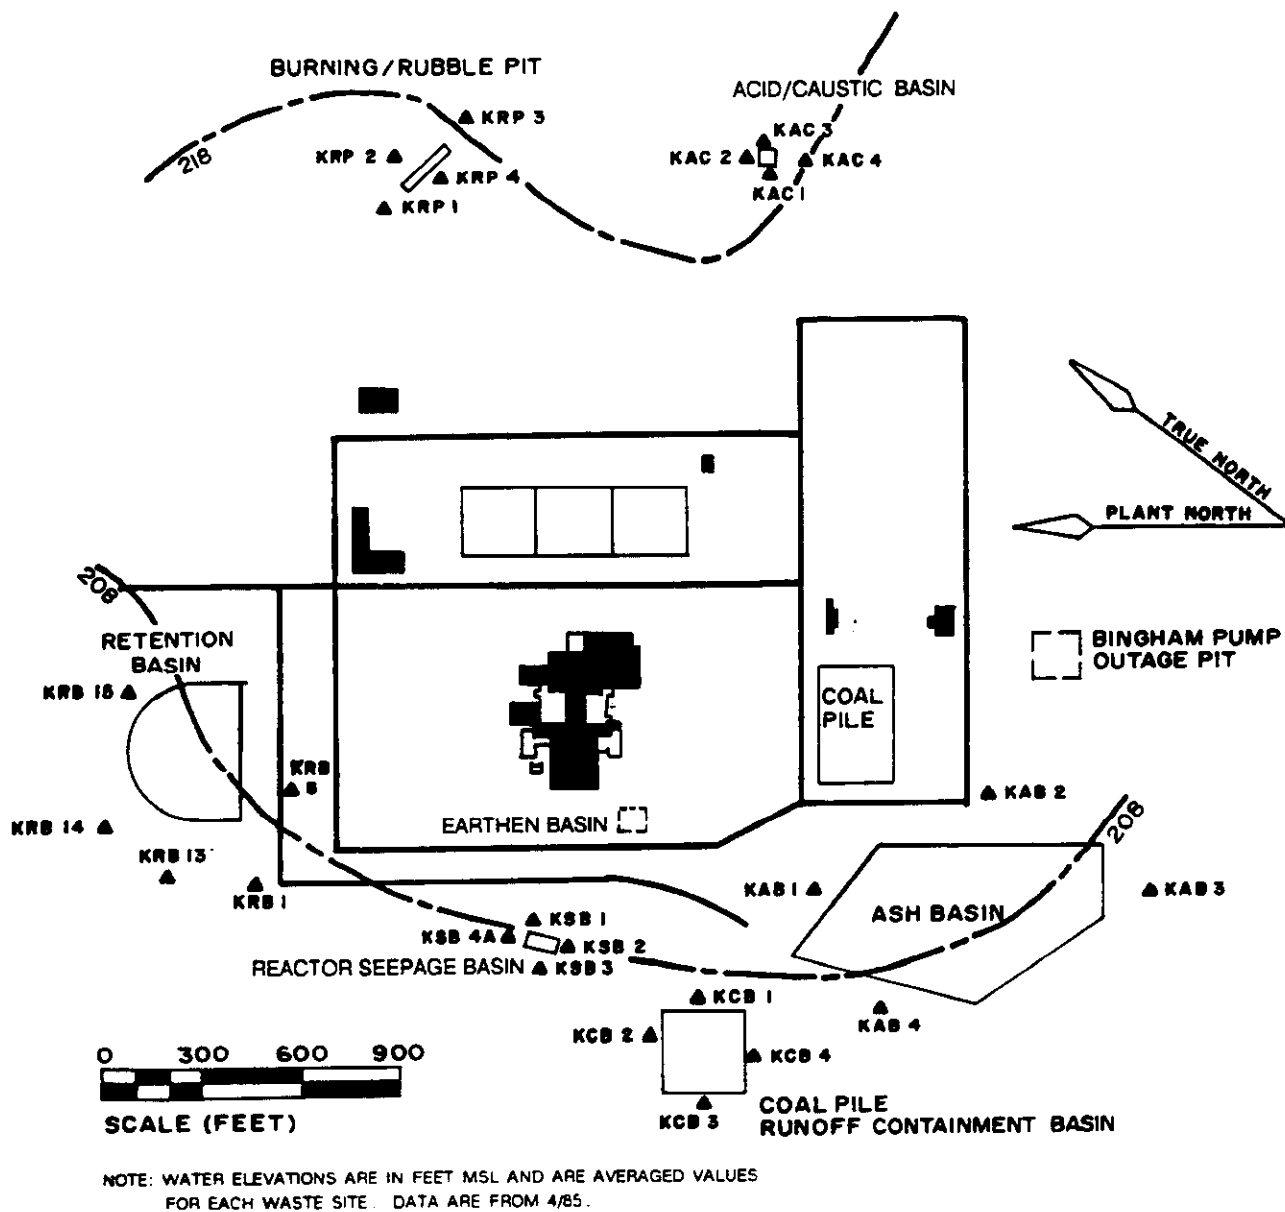 BURNING/RUBBLE PIT
ACID/CAUSTIC BASIN
218
KRP 3
KRP 2
KRP 4
KRP 1
KAC 3
KAC 2
KAC 4
KAC 1
TRUE NORTH
PLANT NORTH
208
RETENTION
BASIN
KRB 15
BINGHAM PUMP
OUTAGE PIT
COAL
PILE
KRB
5
KAB 2
KRB 14
EARTHEN BASIN
208
KRB 13
KRB 1
KAB 1
KAB 3
ASH BASIN
KSB 1
KSB 4A
KSB 2
REACTOR SEEPAGE BASIN
KSB 3
KCB 1
KAB 4
KCB 2
KCB 4
KCB 3
COAL PILE
RUNOFF CONTAINMENT BASIN
0 300 600 900
SCALE (FEET)
NOTE: WATER ELEVATIONS ARE IN FEET MSL AND ARE AVERAGED VALUES
FOR EACH WASTE SITE. DATA ARE FROM 4/85.